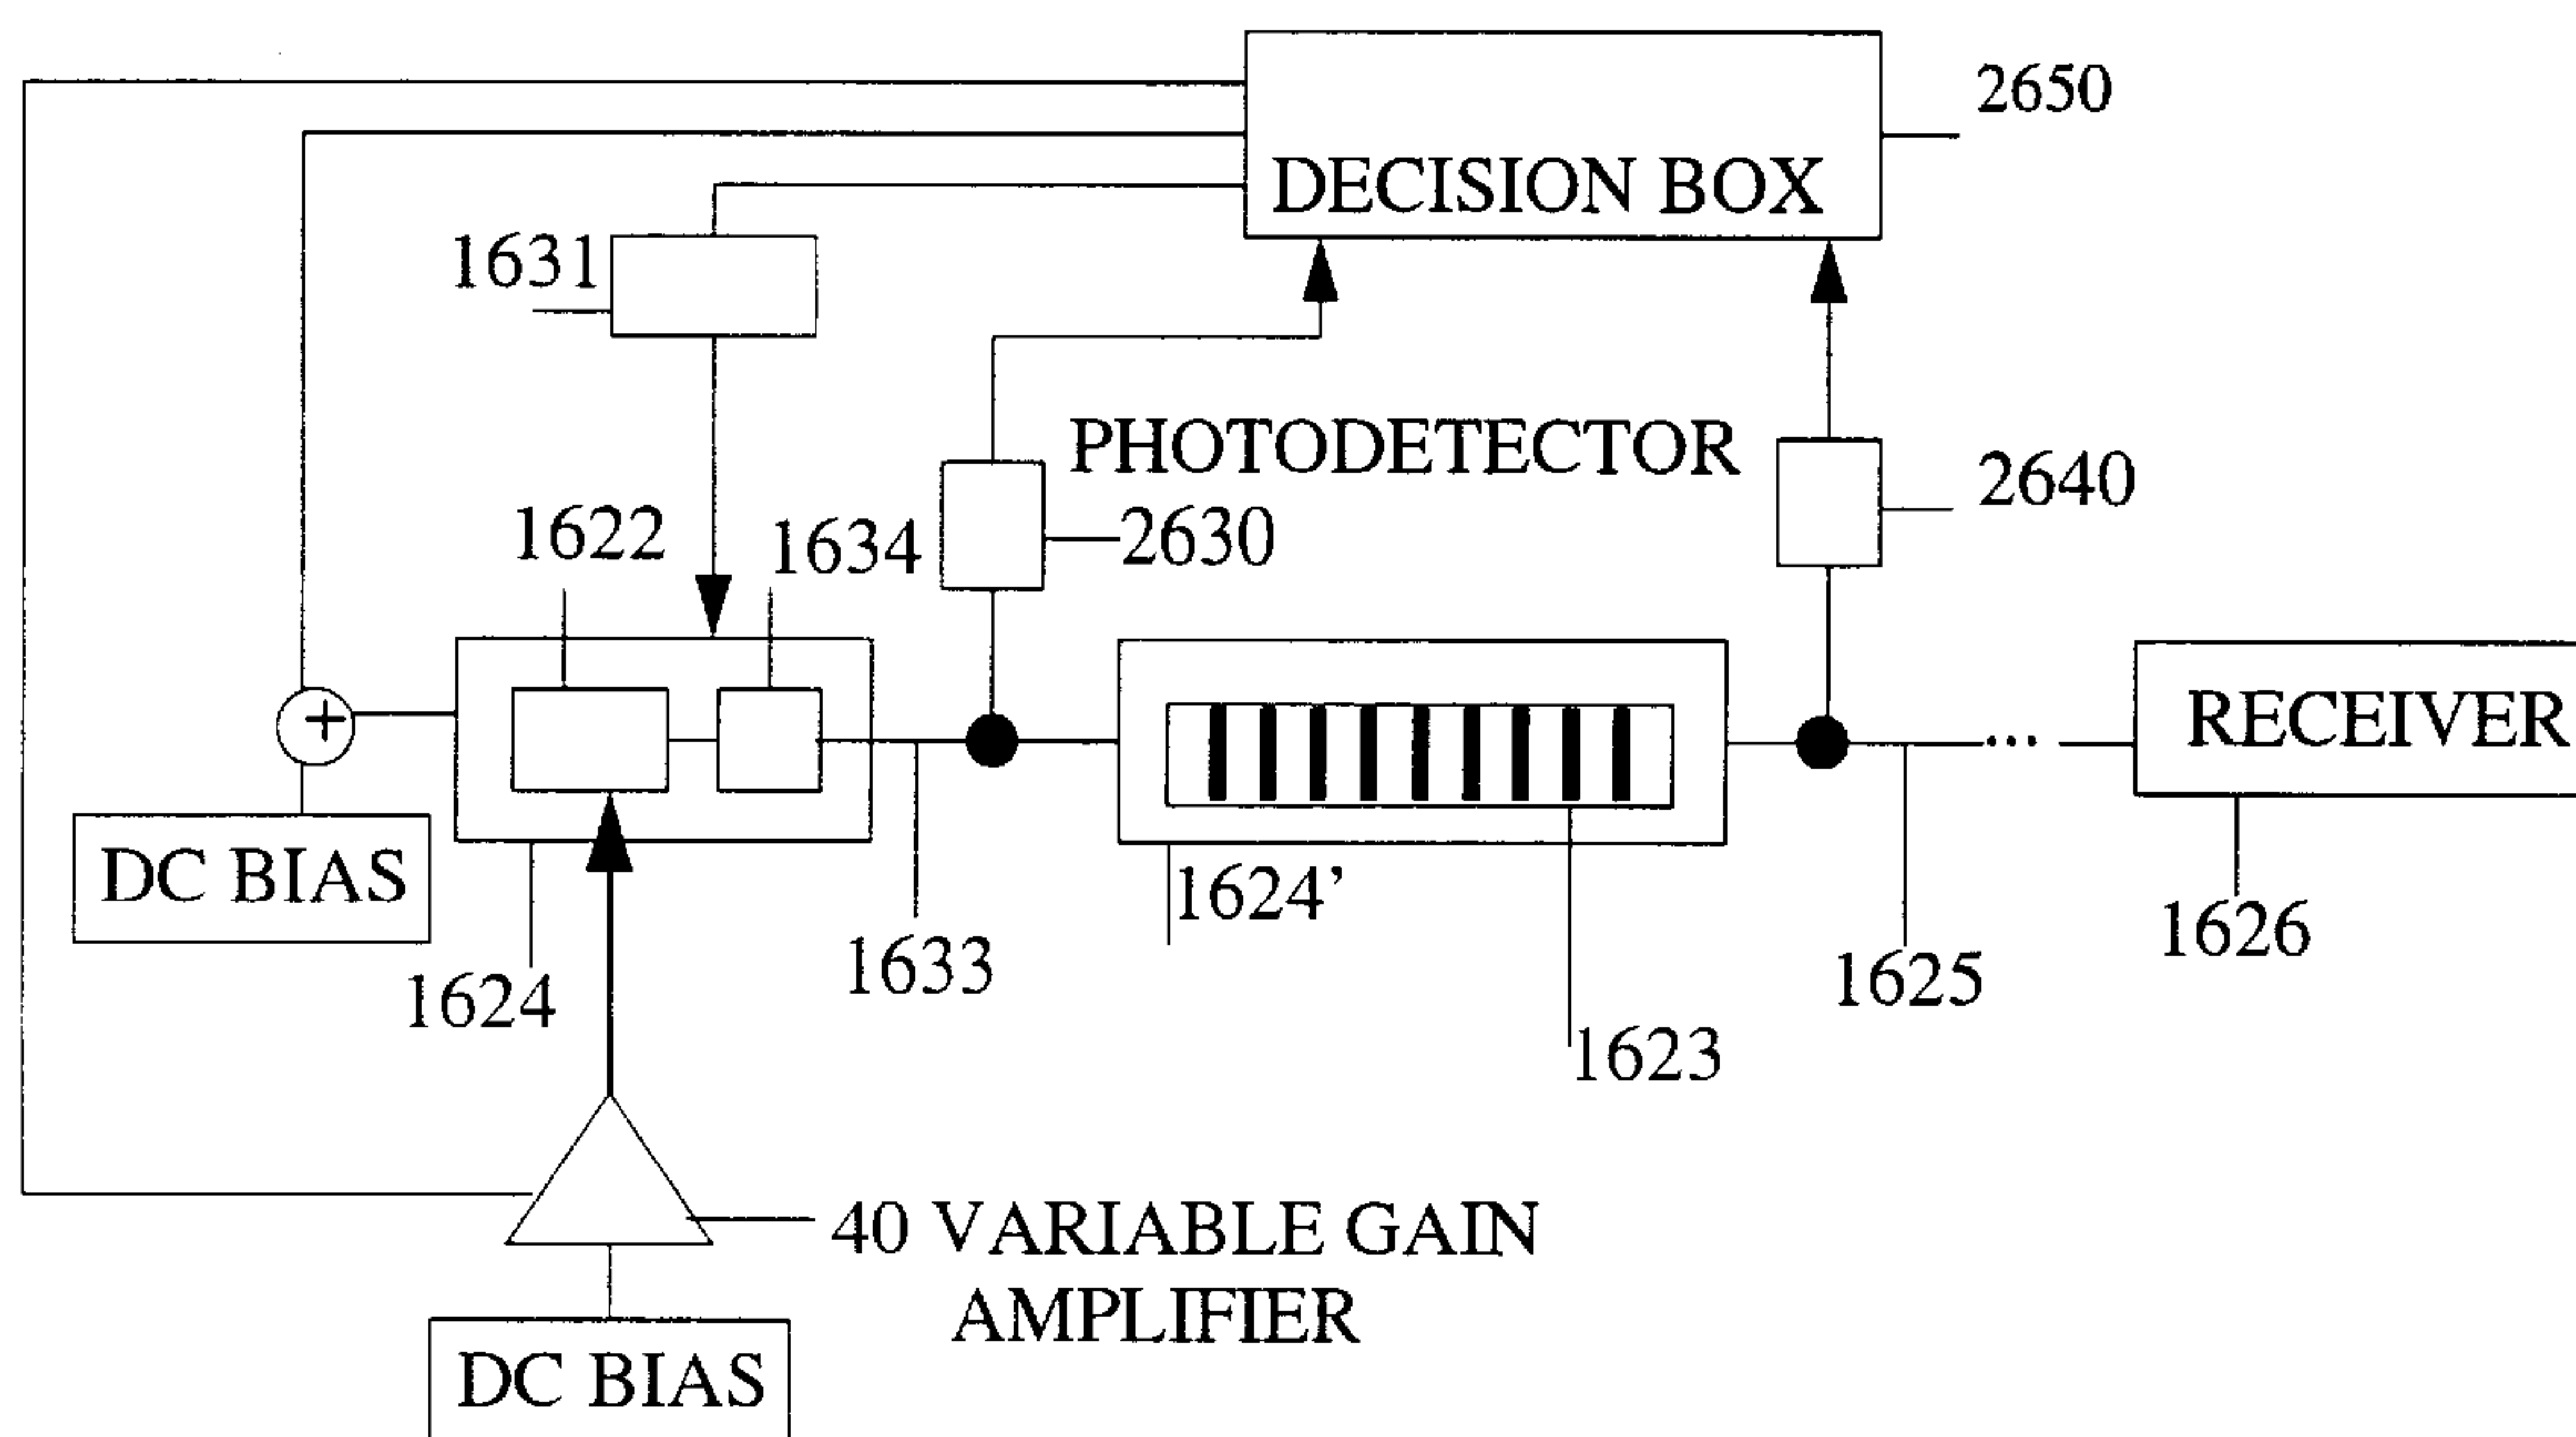 2650
DECISION BOX
1631
PHOTODETECTOR
2640
1622
1634
2630
+
RECEIVER
DC BIAS
1624'
1626
1633
1625
1624
1623
40 VARIABLE GAIN
AMPLIFIER
DC BIAS